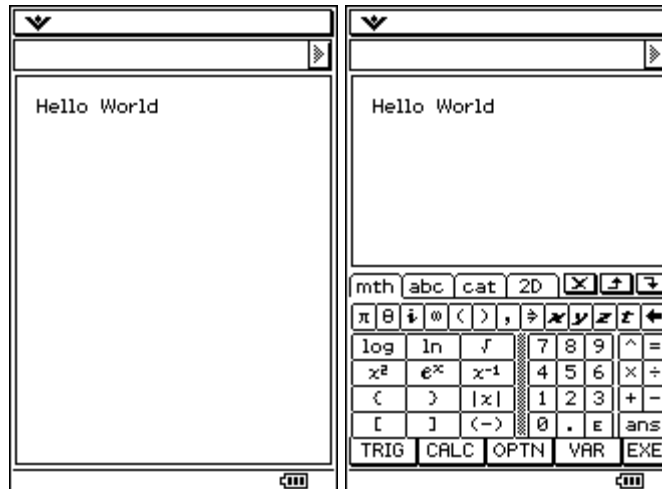 Hello World
Hello World
mth abc cat 2D
π θ i ∞ ( ) , ⇒ x y z t ←
log ln √ 7 8 9 ^ =
x² eˣ x⁻¹ 4 5 6 × ÷
( ) |x| 1 2 3 + −
[ ] (−) 0 . E ans
TRIG CALC OPTN VAR EXE